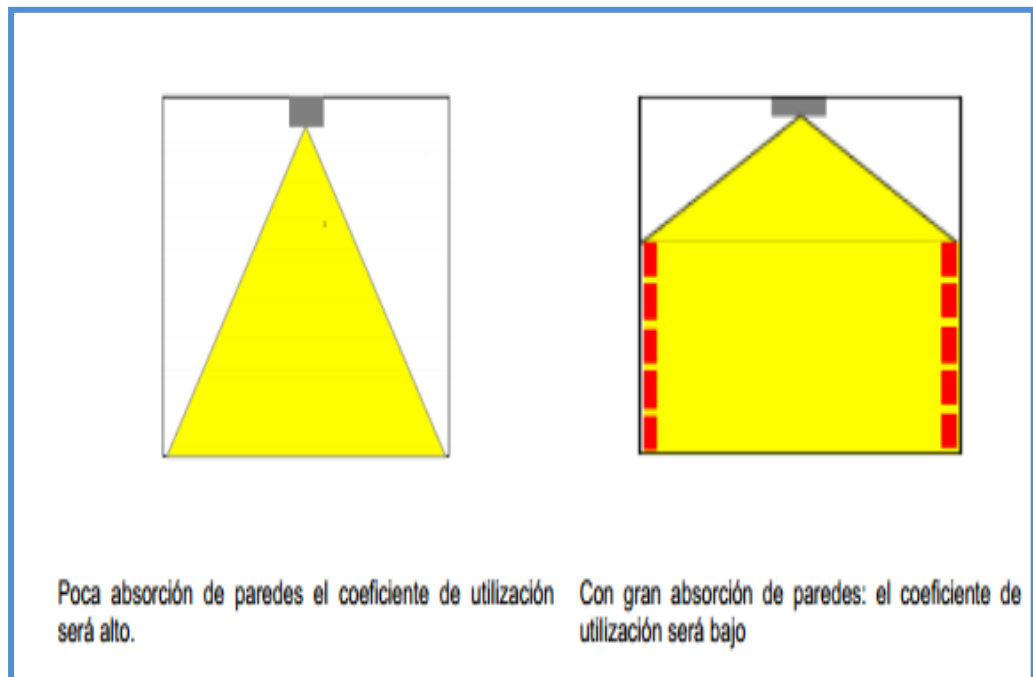 Poca absorción de paredes el coeficiente de utilización
será alto.
Con gran absorción de paredes: el coeficiente de
utilización será bajo